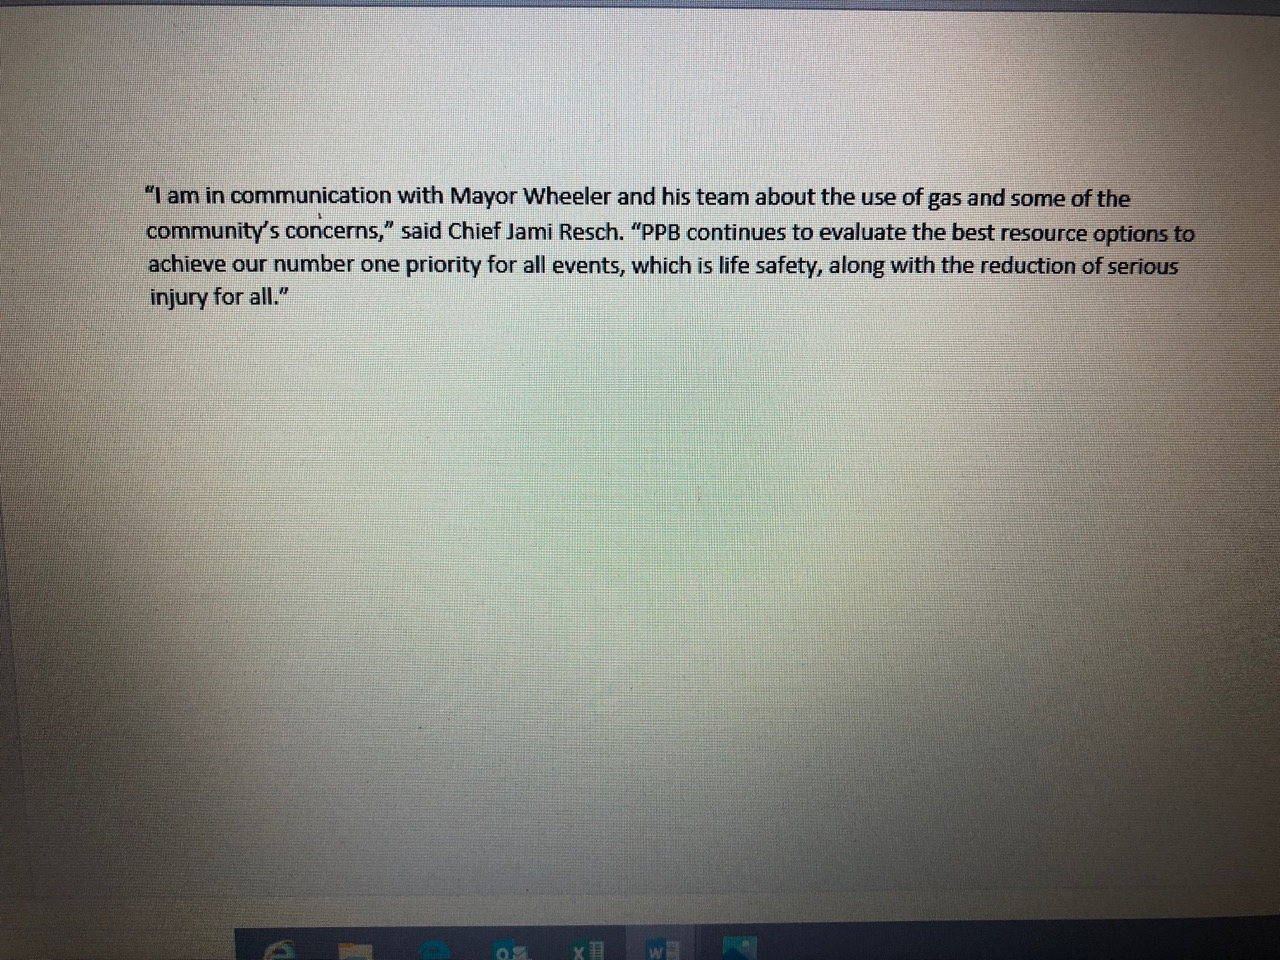 “I am in communication with Mayor Wheeler and his team about the use of gas and some of the
community’s concerns,” said Chief Jami Resch. “PPB continues to evaluate the best resource options to
achieve our number one priority for all events, which is life safety, along with the reduction of serious
injury for all.”